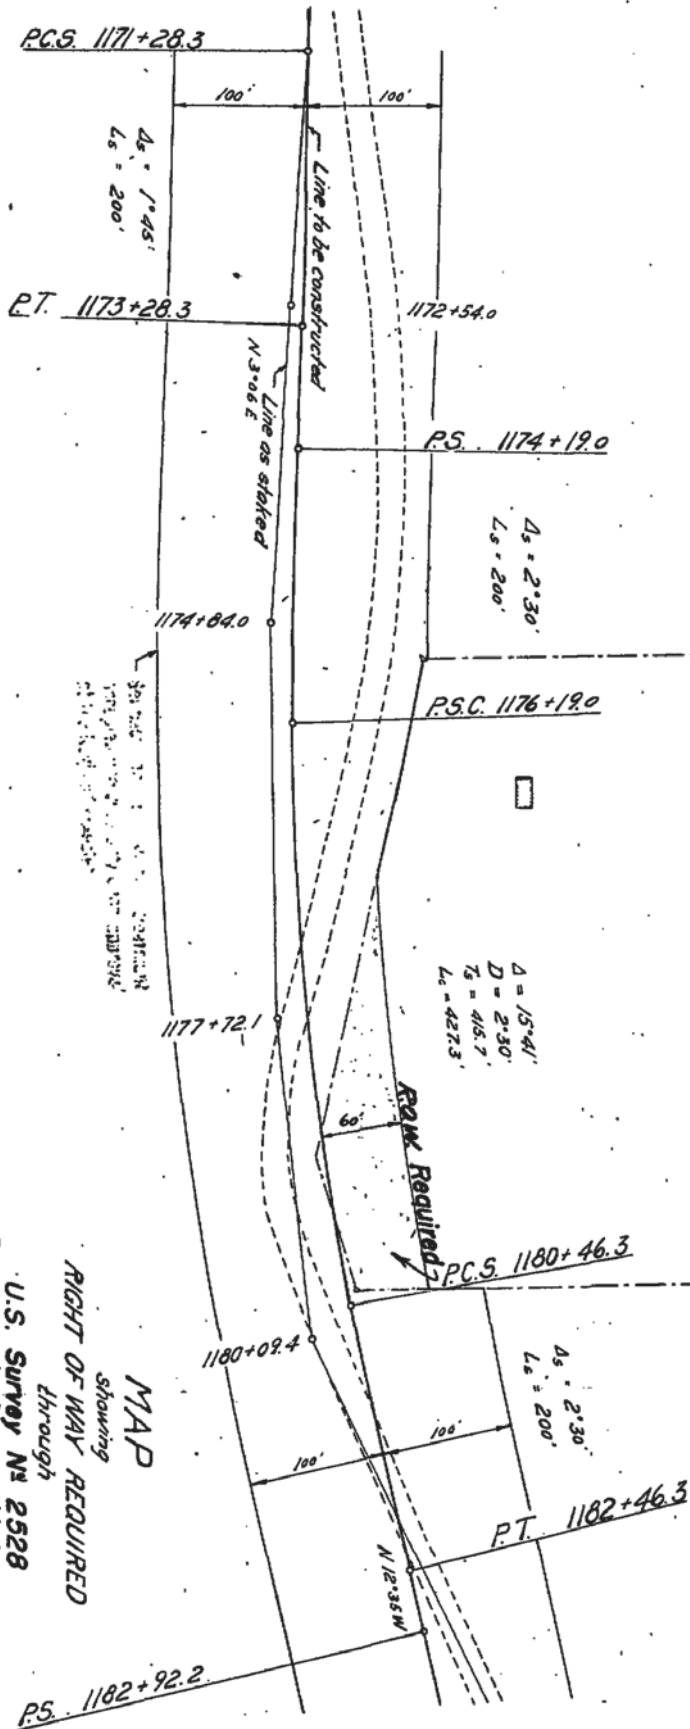 P.C.S. 1171+28.3
100'
100'
Δs = 1°45'
Ls = 200'
Line to be constructed
P.T. 1173+28.3
1172+54.0
Line as staked
N 3°06 E
P.S. 1174+19.0
Δs = 2°30'
Ls = 200'
1174+84.0
P.S.C. 1176+19.0
Δ = 15°41'
D = 2°30'
Ts = 416.7'
Lc = 427.3'
1177+72.1
60'
R.O.W. Required
P.C.S. 1180+46.3
1180+09.4
Δs = 2°30'
Ls = 200'
100'
100'
MAP
showing
RIGHT OF WAY REQUIRED
through
U.S. Survey Nº 2528
P.T. 1182+46.3
N 12°35 W
P.S. 1182+92.2